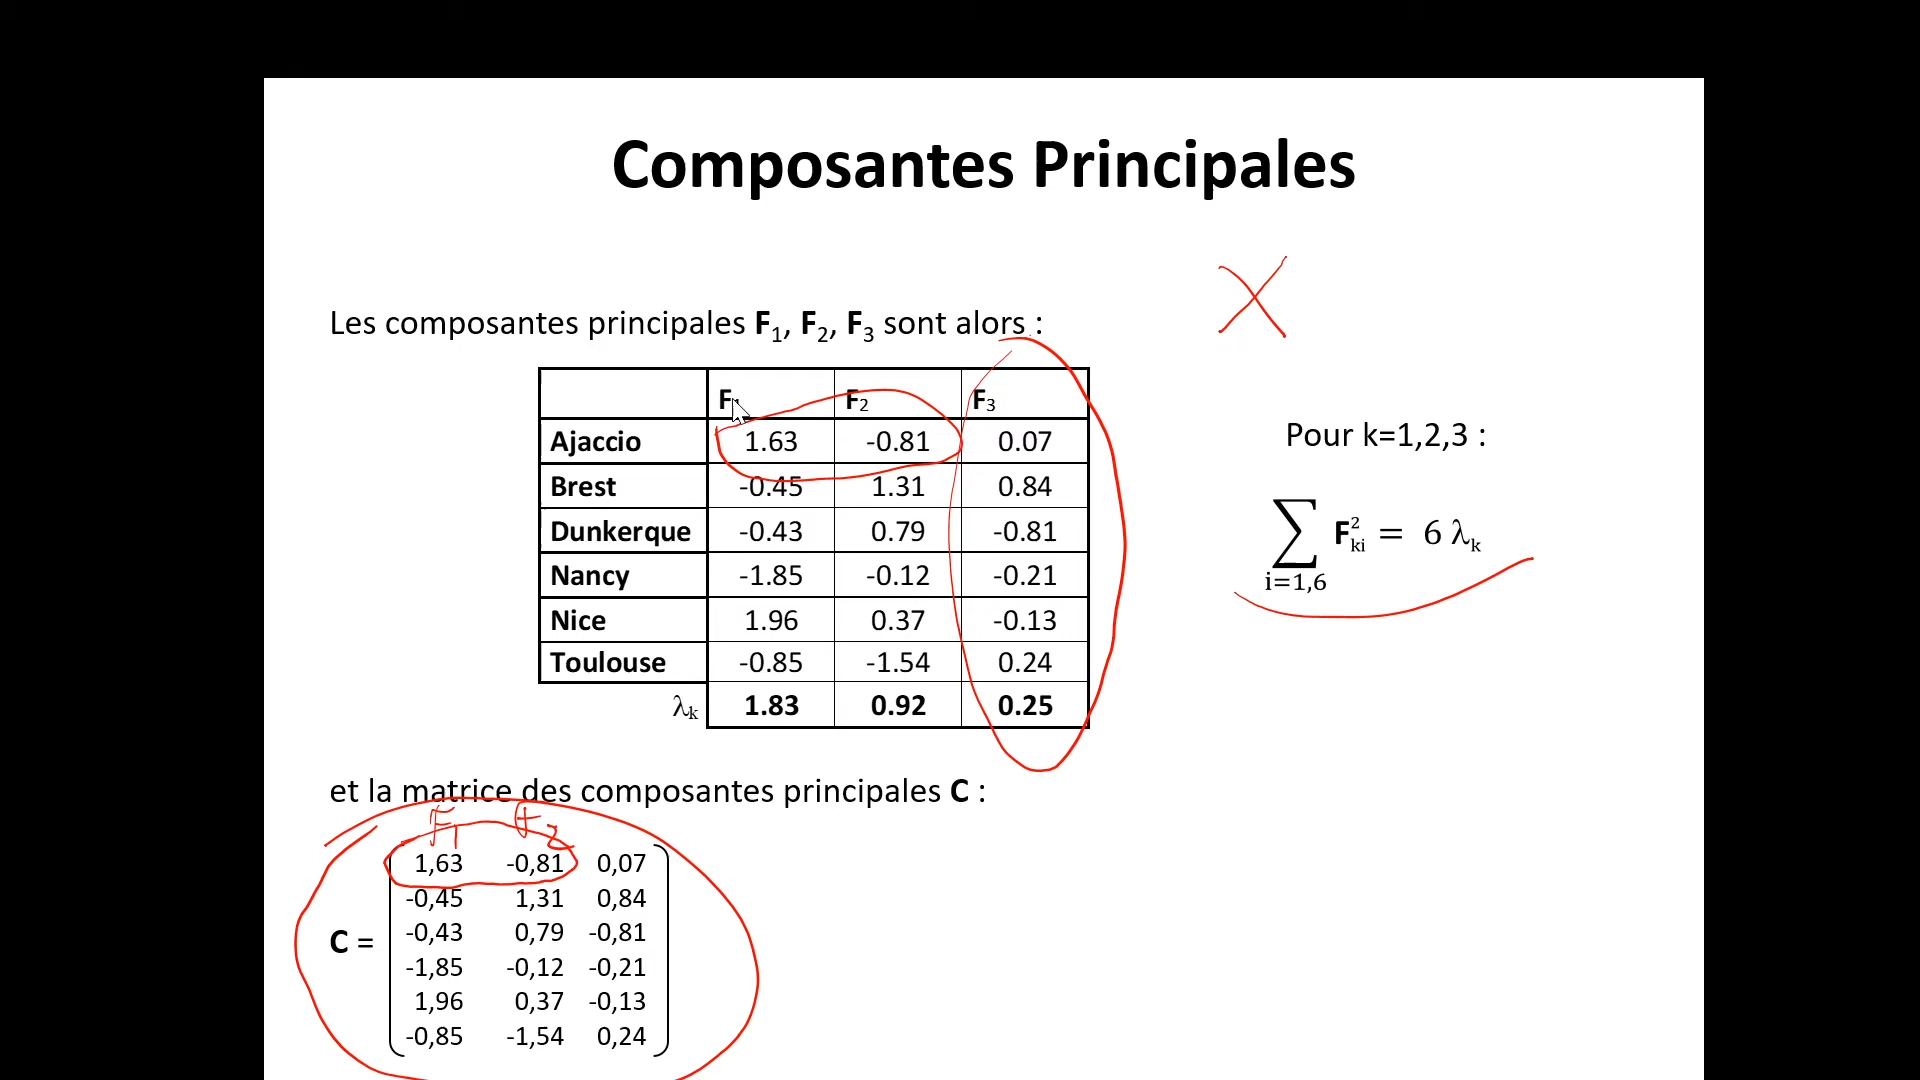 Composantes Principales
X
Les composantes principales F1, F2, F3 sont alors :
F1 F2 F3
Ajaccio 1.63 -0.81 0.07
Brest -0.45 1.31 0.84
Dunkerque -0.43 0.79 -0.81
Nancy -1.85 -0.12 -0.21
Nice 1.96 0.37 -0.13
Toulouse -0.85 -1.54 0.24
λk 1.83 0.92 0.25
Pour k=1,2,3 :
∑ i=1,6 F²ki = 6 λk
et la matrice des composantes principales C :
F1 F2
C =
1,63 -0,81 0,07
-0,45 1,31 0,84
-0,43 0,79 -0,81
-1,85 -0,12 -0,21
1,96 0,37 -0,13
-0,85 -1,54 0,24